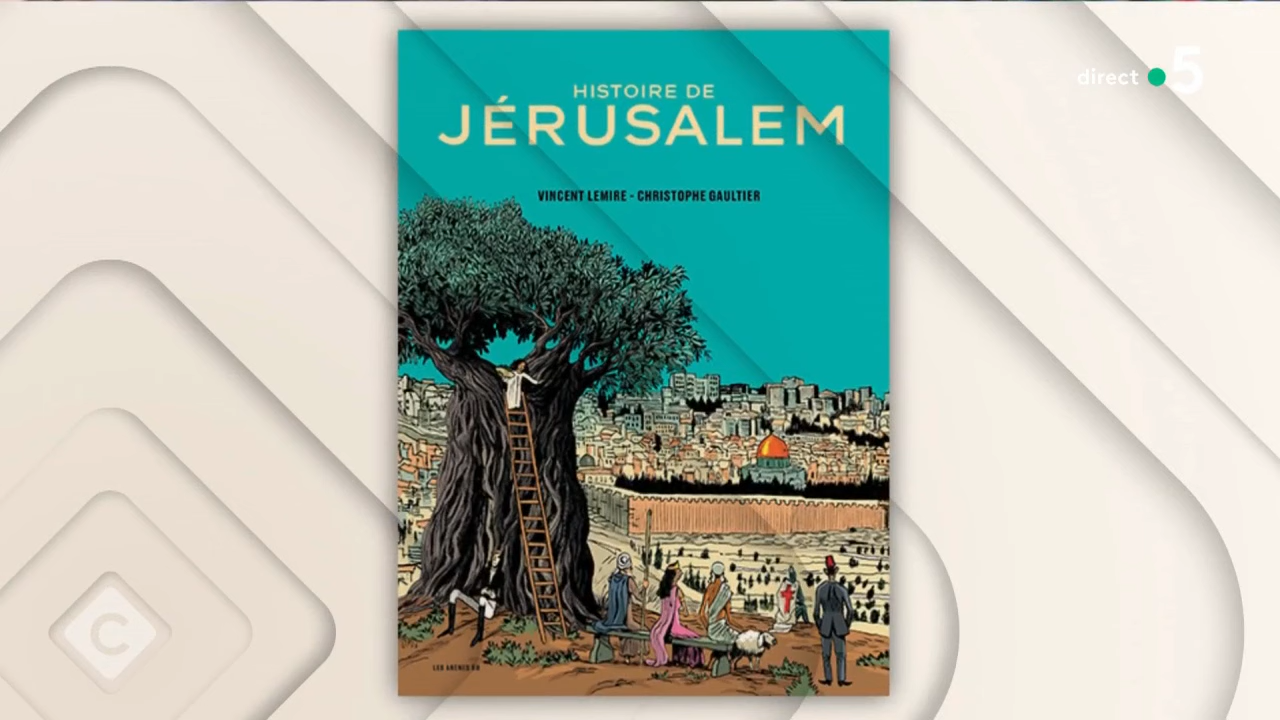 HISTOIRE DE
JÉRUSALEM
VINCENT LEMIRE - CHRISTOPHE GAULTIER
direct 5
C
LES ARÈNES BD